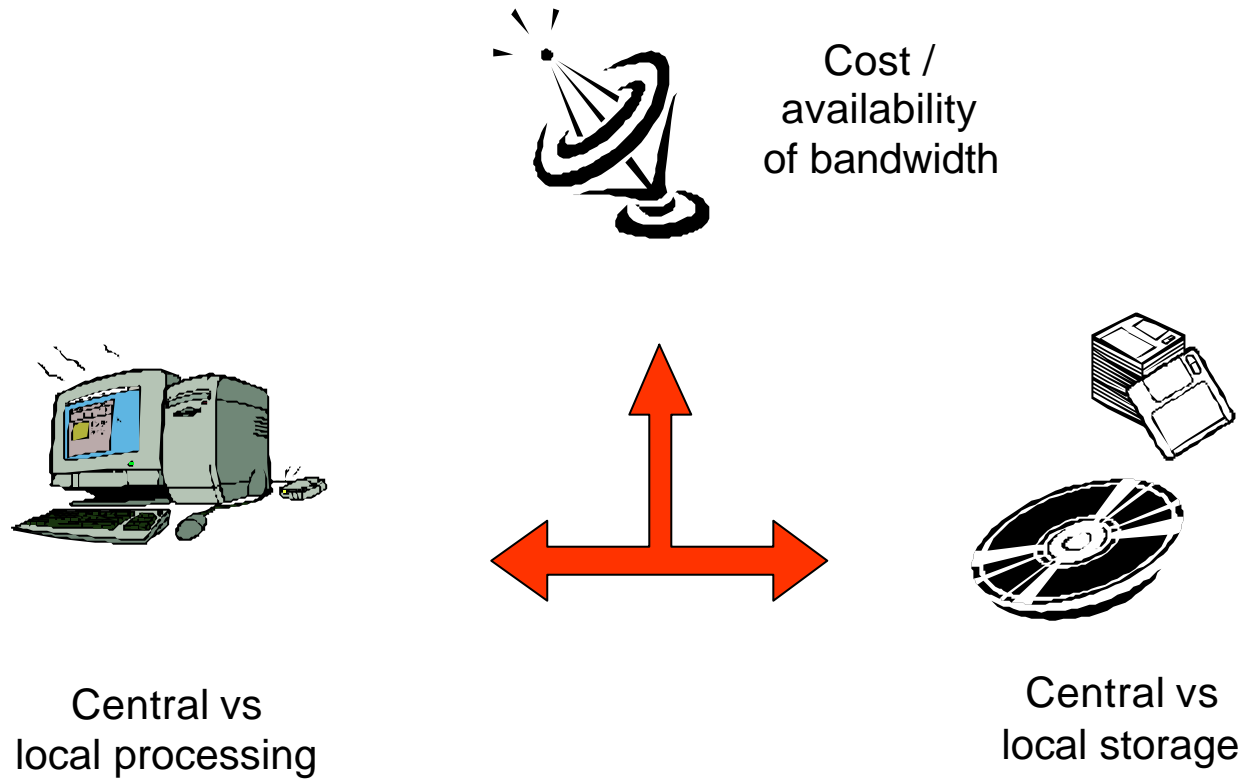 Cost /
availability
of bandwidth
Central vs
local processing
Central vs
local storage